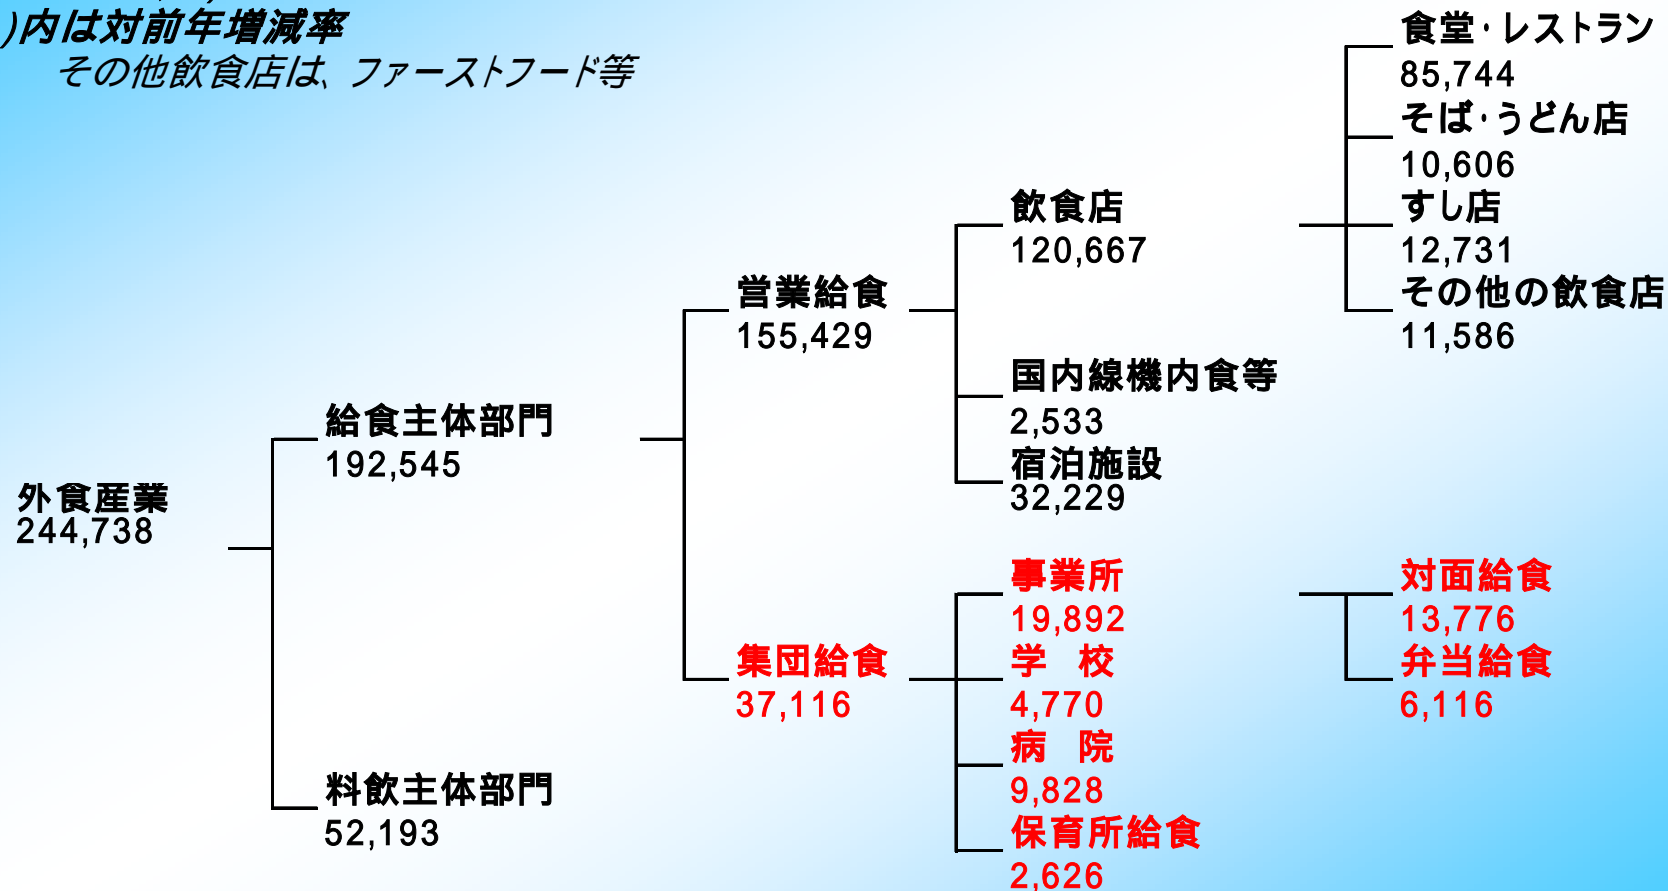 )内は対前年増減率
その他飲食店は、ファーストフード等
外食産業
244,738
給食主体部門
192,545
料飲主体部門
52,193
営業給食
155,429
集団給食
37,116
飲食店
120,667
国内線機内食等
2,533
宿泊施設
32,229
事業所
19,892
学 校
4,770
病 院
9,828
保育所給食
2,626
食堂・レストラン
85,744
そば・うどん店
10,606
すし店
12,731
その他の飲食店
11,586
対面給食
13,776
弁当給食
6,116